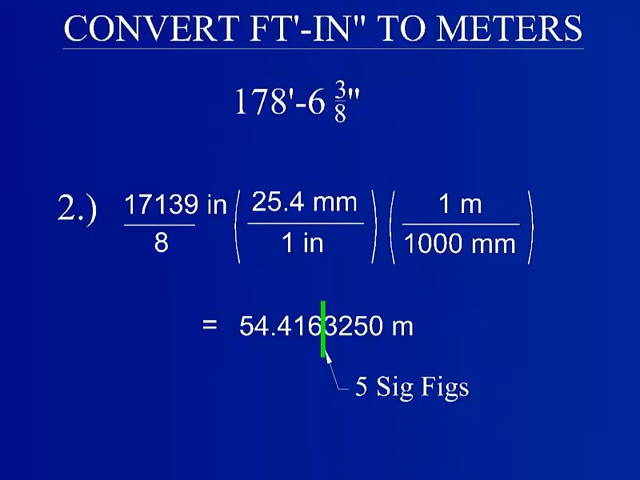 CONVERT FT'-IN" TO METERS
178'-6 3/8"
2.) 17139 in/8 (25.4 mm/1 in) (1 m/1000 mm)
= 54.4163250 m
5 Sig Figs